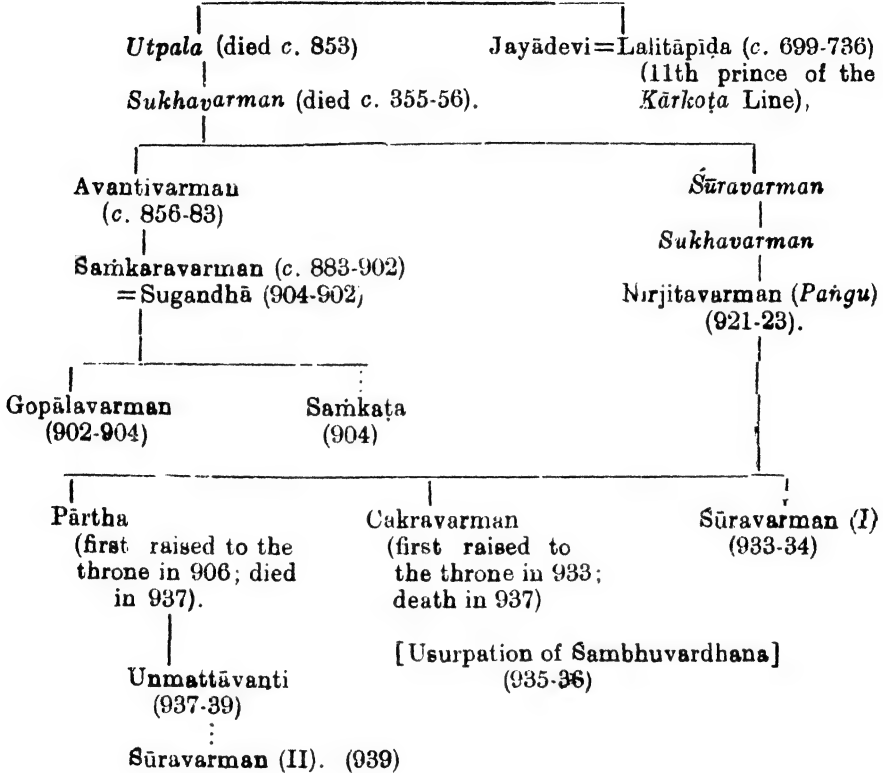 Utpala (died c. 853) Jayādevi=Lalitāpīḍa (c. 699-736)
(11th prince of the
Sukhavarman (died c. 355-56). Kārkoṭa Line),
Avantivarman Śūravarman
(c. 856-83)
Sukhavarman
Śaṁkaravarman (c. 883-902)
=Sugandhā (904-902) Nirjitavarman (Paṅgu)
(921-23).
Gopālavarman Saṁkaṭa
(902-904) (904)
Pārtha Cakravarman Śūravarman (I)
(first raised to the (first raised to (933-34)
throne in 906; died the throne in 933;
in 937). death in 937)
[Usurpation of Śambhuvardhana]
Unmattāvanti (935-36)
(937-39)
Śūravarman (II). (939)